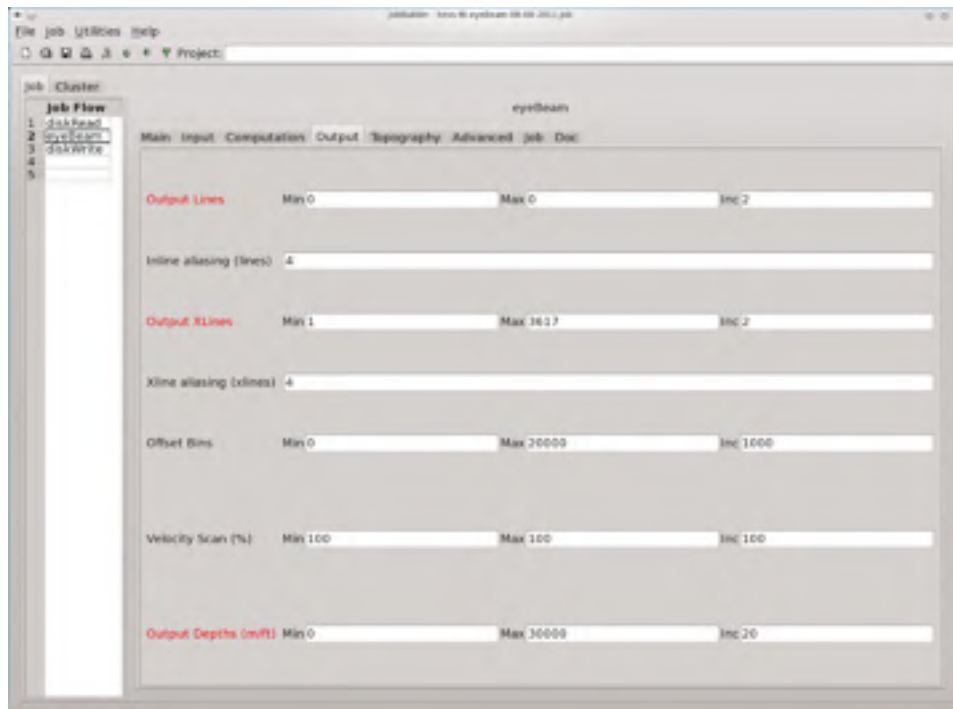 File Job Utilities Help
Project:
Job Cluster
Job Flow
eyeBeam
1 diskRead
2 eyeBeam
3 diskWrite
4
5
Main Input Computation Output Topography Advanced Job Doc
Output Lines Min 0 Max 0 Inc 2
Inline aliasing (lines) 4
Output XLines Min 1 Max 3617 Inc 2
Xline aliasing (xlines) 4
Offset Bins Min 0 Max 20000 Inc 1000
Velocity Scan (%) Min 100 Max 100 Inc 100
Output Depths (m/ft) Min 0 Max 30000 Inc 20